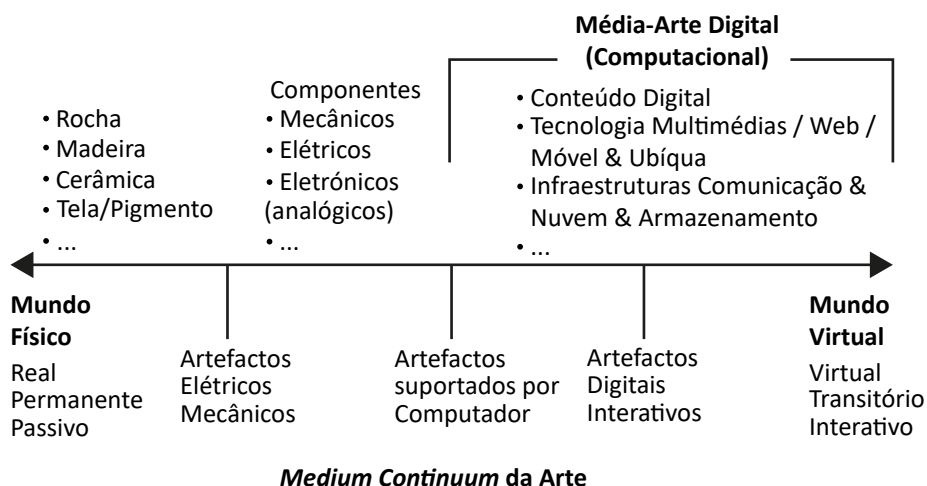 Média-Arte Digital
(Computacional)
• Rocha
• Madeira
• Cerâmica
• Tela/Pigmento
• ...
Componentes
• Mecânicos
• Elétricos
• Eletrónicos
(analógicos)
• ...
• Conteúdo Digital
• Tecnologia Multimédias / Web /
Móvel & Ubíqua
• Infraestruturas Comunicação &
Nuvem & Armazenamento
• ...
Mundo
Físico
Real
Permanente
Passivo
Artefactos
Elétricos
Mecânicos
Artefactos
suportados por
Computador
Artefactos
Digitais
Interativos
Mundo
Virtual
Virtual
Transitório
Interativo
Medium Continuum da Arte